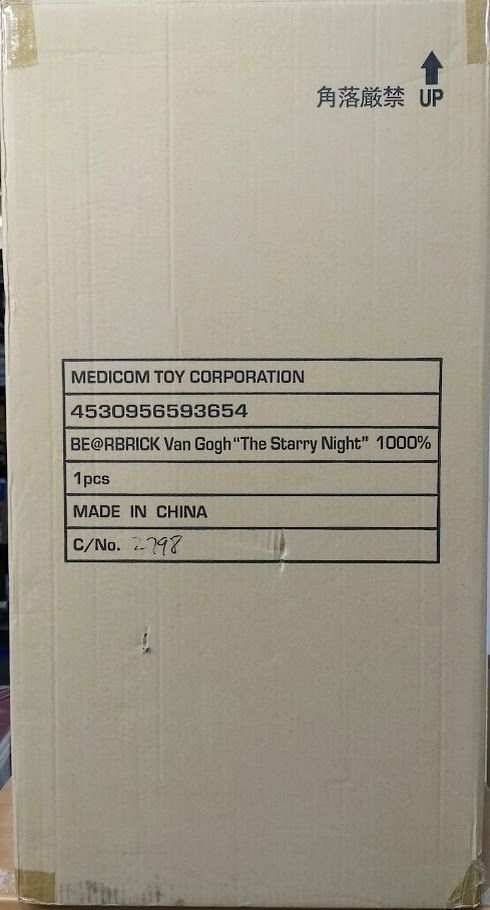 角落厳禁 UP
MEDICOM TOY CORPORATION
4530956593654
BE@RBRICK Van Gogh “The Starry Night” 1000%
1pcs
MADE IN CHINA
C/No. 2798